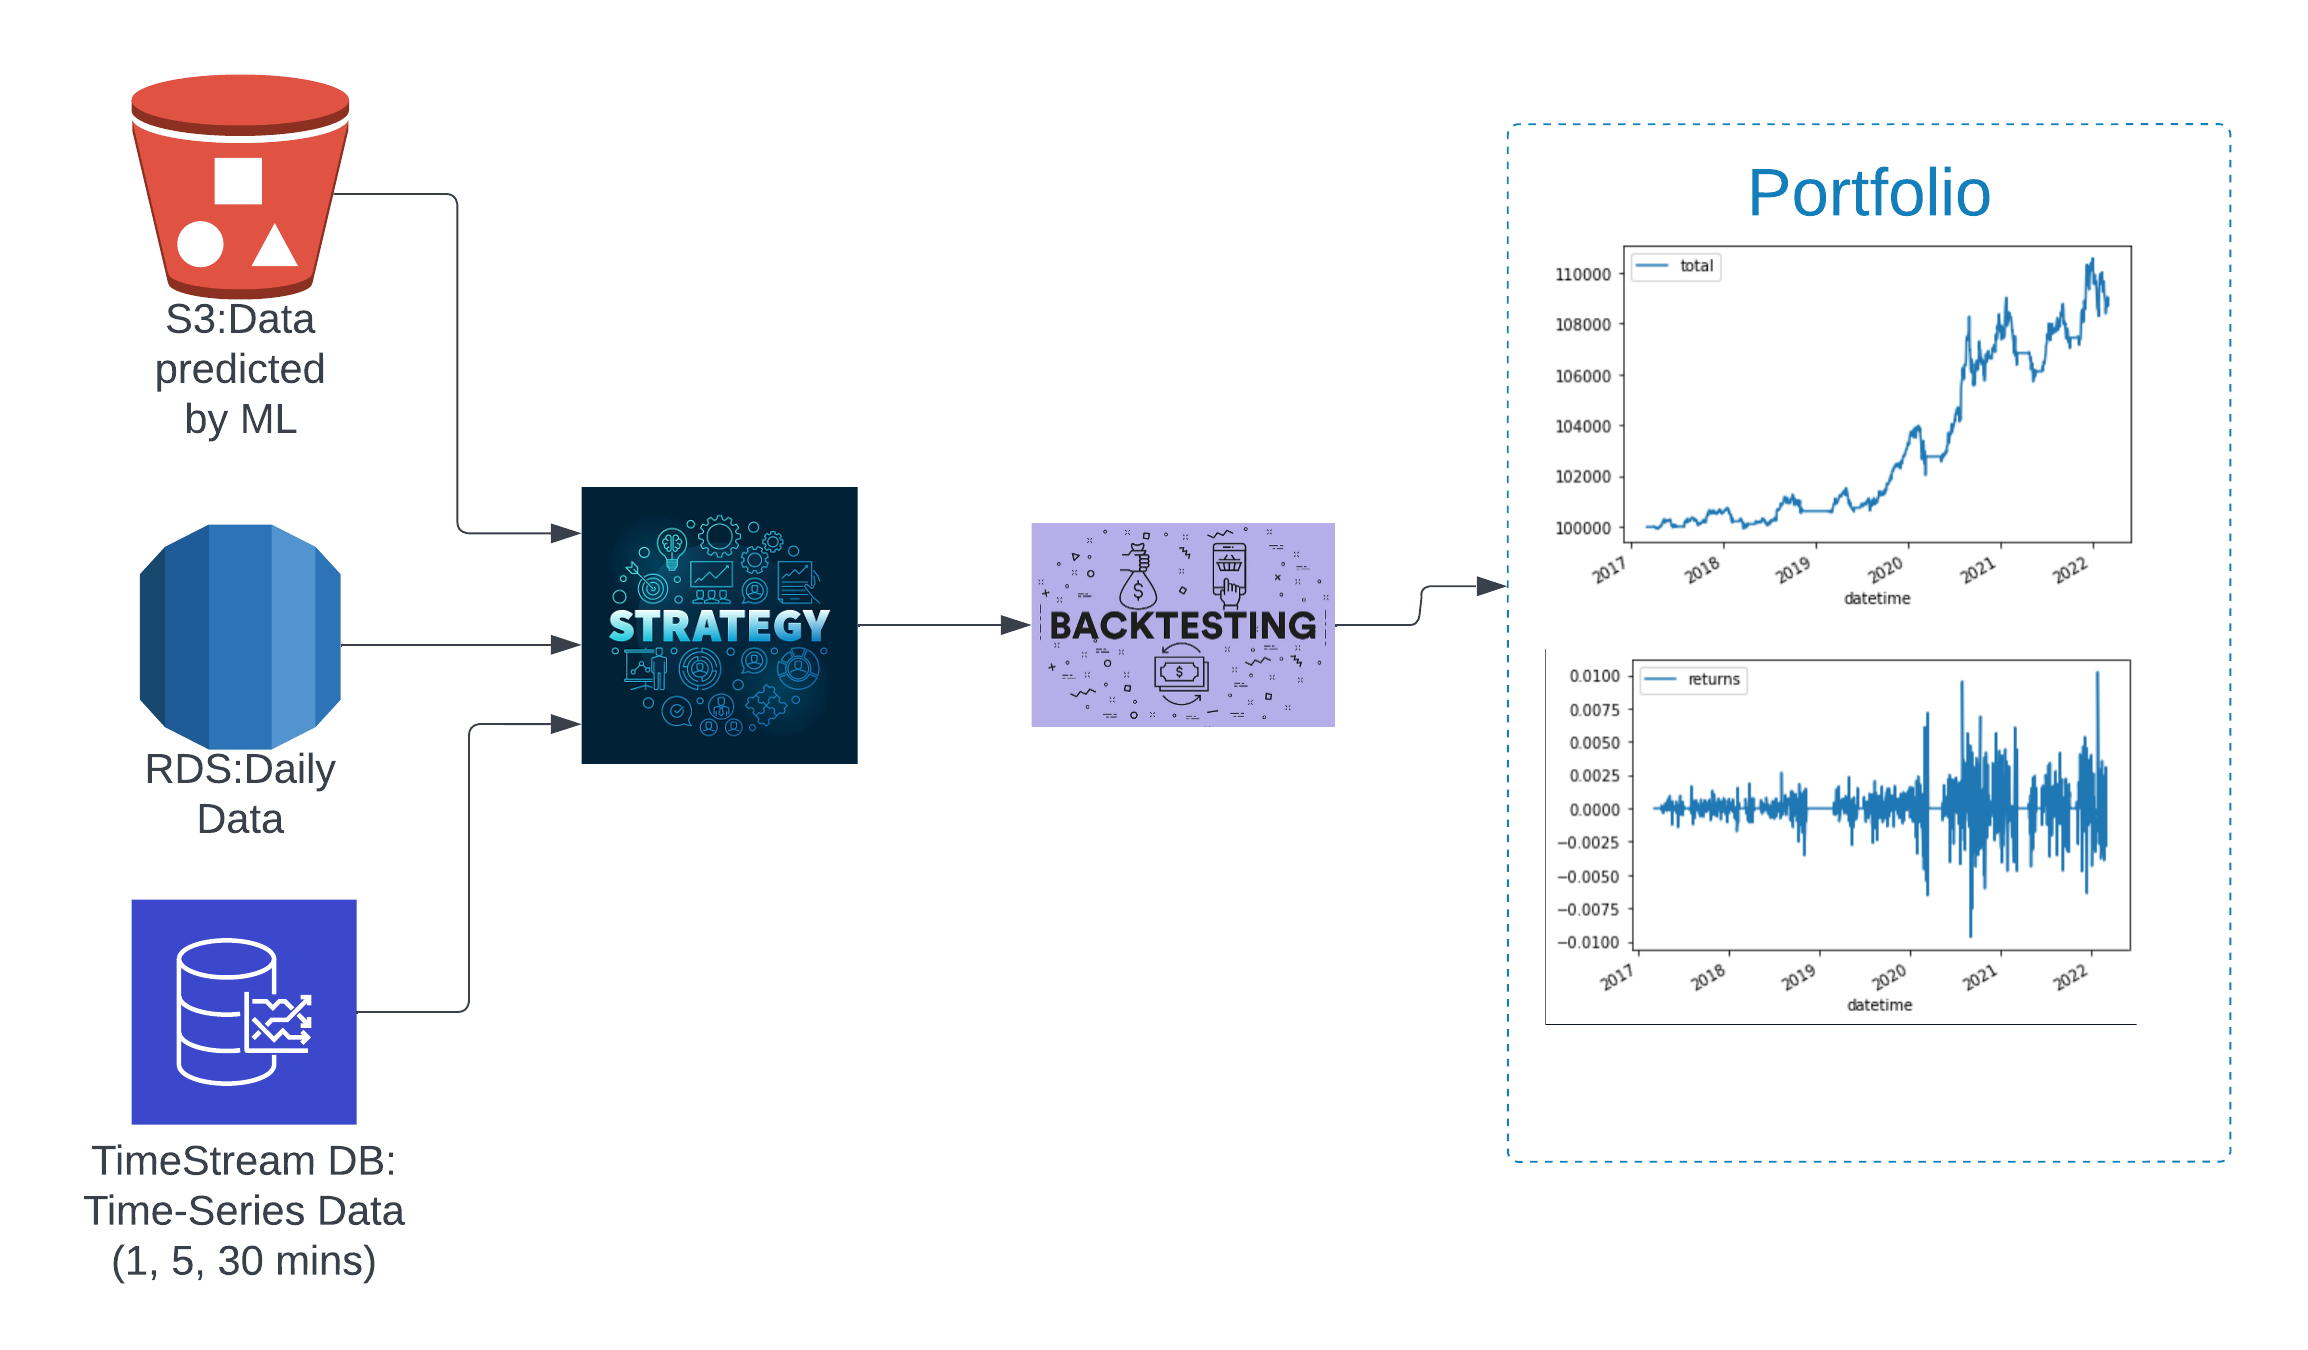 S3:Data
predicted
by ML
RDS:Daily
Data
TimeStream DB:
Time-Series Data
(1, 5, 30 mins)
STRATEGY
$
BACKTESTING
$
Portfolio
total
110000
108000
106000
104000
102000
100000
2017
2018
2019
2020
2021
2022
datetime
returns
0.0100
0.0075
0.0050
0.0025
0.0000
−0.0025
−0.0050
−0.0075
−0.0100
2017
2018
2019
2020
2021
2022
datetime